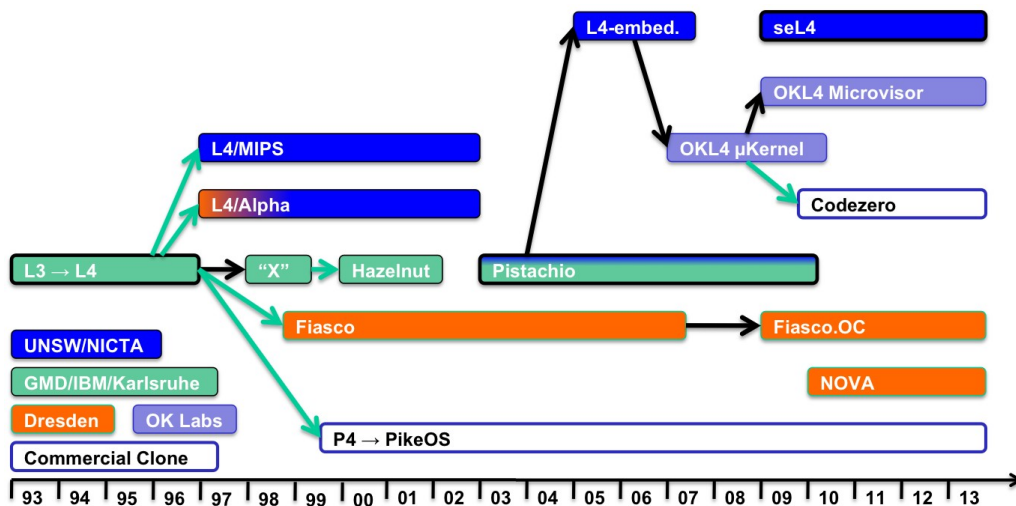 L4-embed.
seL4
OKL4 Microvisor
L4/MIPS
OKL4 µKernel
L4/Alpha
Codezero
L3 → L4
“X”
Hazelnut
Pistachio
Fiasco
Fiasco.OC
UNSW/NICTA
GMD/IBM/Karlsruhe
NOVA
Dresden
OK Labs
P4 → PikeOS
Commercial Clone
93 94 95 96 97 98 99 00 01 02 03 04 05 06 07 08 09 10 11 12 13